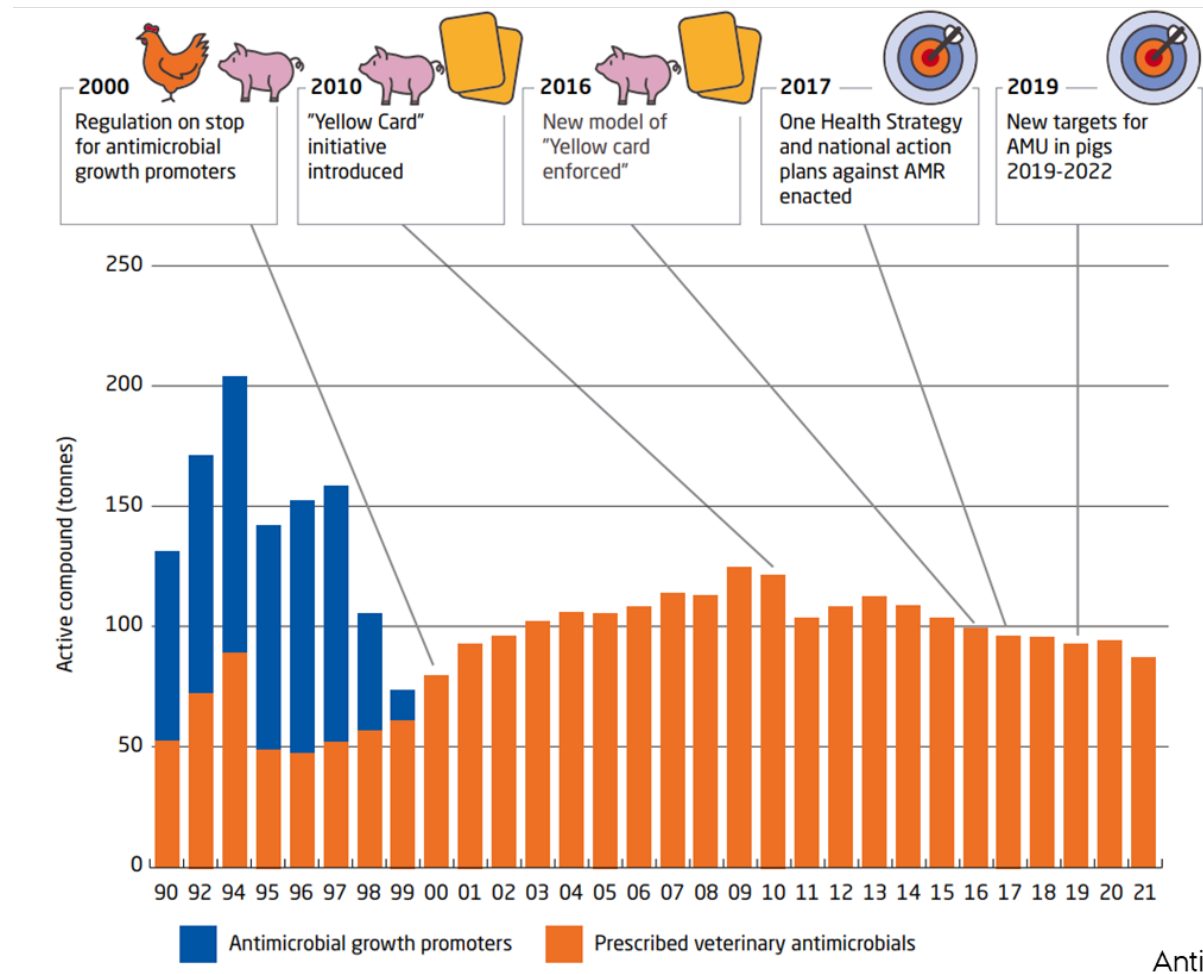 2000
Regulation on stop
for antimicrobial
growth promoters
2010
"Yellow Card"
initiative
introduced
2016
New model of
"Yellow card
enforced"
2017
One Health Strategy
and national action
plans against AMR
enacted
2019
New targets for
AMU in pigs
2019-2022
Active compound (tonnes)
250
200
150
100
50
0
90 92 94 95 96 97 98 99 00 01 02 03 04 05 06 07 08 09 10 11 12 13 14 15 16 17 18 19 20 21
Antimicrobial growth promoters Prescribed veterinary antimicrobials
Anti